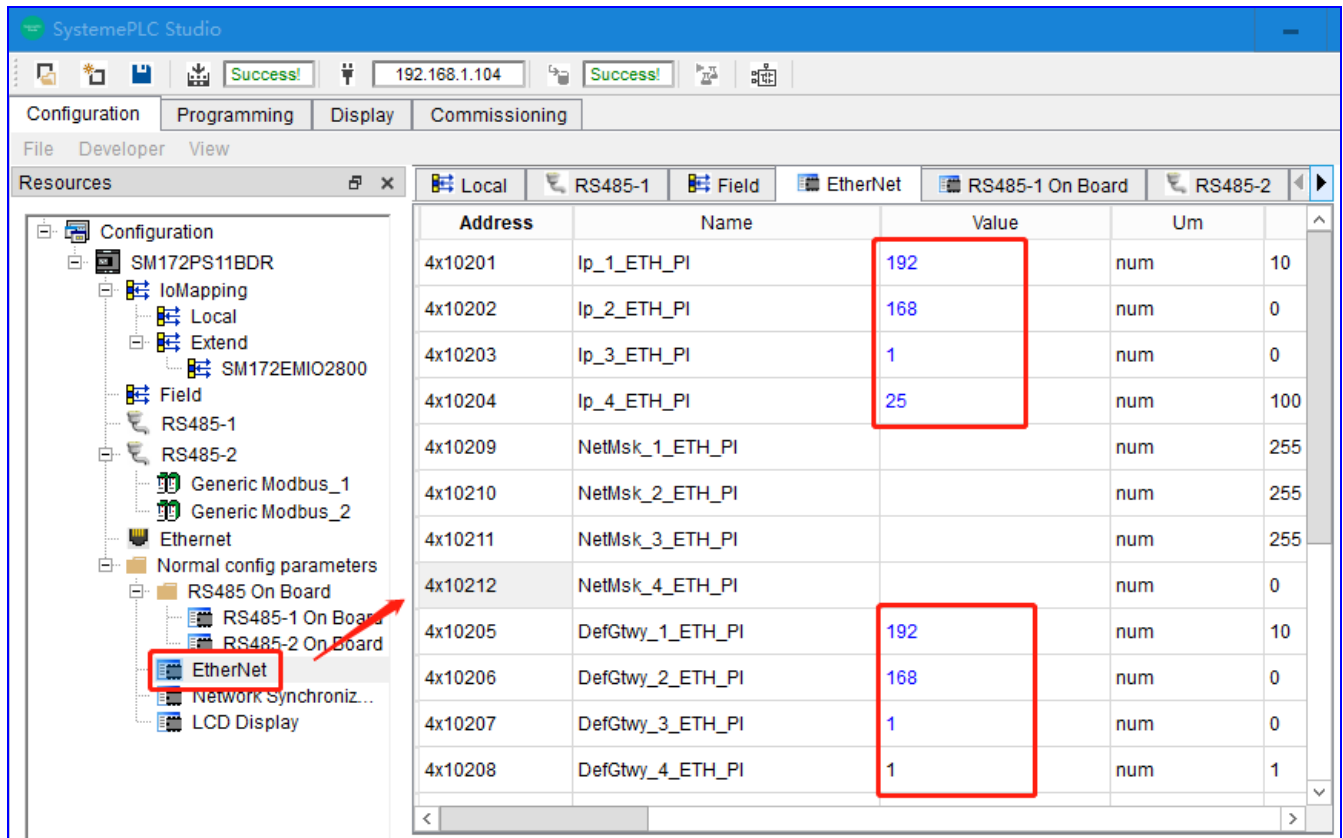 SystemePLC Studio
Success! 192.168.1.104 Success!
Configuration Programming Display Commissioning
File Developer View
Resources
Local RS485-1 Field EtherNet RS485-1 On Board RS485-2
Configuration
SM172PS11BDR
IoMapping
Local
Extend
SM172EMIO2800
Field
RS485-1
RS485-2
Generic Modbus_1
Generic Modbus_2
Ethernet
Normal config parameters
RS485 On Board
RS485-1 On Board
RS485-2 On Board
EtherNet
Network Synchroniz...
LCD Display
Address Name Value Um
4x10201 Ip_1_ETH_PI 192 num 10
4x10202 Ip_2_ETH_PI 168 num 0
4x10203 Ip_3_ETH_PI 1 num 0
4x10204 Ip_4_ETH_PI 25 num 100
4x10209 NetMsk_1_ETH_PI num 255
4x10210 NetMsk_2_ETH_PI num 255
4x10211 NetMsk_3_ETH_PI num 255
4x10212 NetMsk_4_ETH_PI num 0
4x10205 DefGtwy_1_ETH_PI 192 num 10
4x10206 DefGtwy_2_ETH_PI 168 num 0
4x10207 DefGtwy_3_ETH_PI 1 num 0
4x10208 DefGtwy_4_ETH_PI 1 num 1